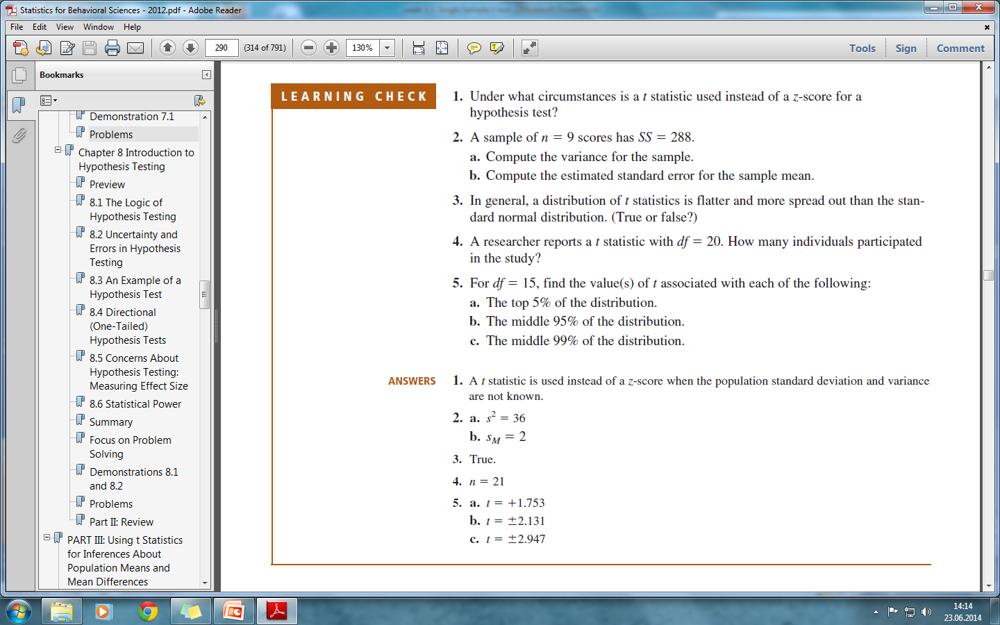 Statistics for Behavioral Sciences - 2012.pdf - Adobe Reader
File Edit View Window Help
290 (314 of 791) 130% Tools Sign Comment
Bookmarks
Demonstration 7.1
Problems
Chapter 8 Introduction to
Hypothesis Testing
Preview
8.1 The Logic of
Hypothesis Testing
8.2 Uncertainty and
Errors in Hypothesis
Testing
8.3 An Example of a
Hypothesis Test
8.4 Directional
(One-Tailed)
Hypothesis Tests
8.5 Concerns About
Hypothesis Testing:
Measuring Effect Size
8.6 Statistical Power
Summary
Focus on Problem
Solving
Demonstrations 8.1
and 8.2
Problems
Part II: Review
PART III: Using t Statistics
for Inferences About
Population Means and
Mean Differences
LEARNING CHECK
1. Under what circumstances is a t statistic used instead of a z-score for a
hypothesis test?
2. A sample of n = 9 scores has SS = 288.
a. Compute the variance for the sample.
b. Compute the estimated standard error for the sample mean.
3. In general, a distribution of t statistics is flatter and more spread out than the stan-
dard normal distribution. (True or false?)
4. A researcher reports a t statistic with df = 20. How many individuals participated
in the study?
5. For df = 15, find the value(s) of t associated with each of the following:
a. The top 5% of the distribution.
b. The middle 95% of the distribution.
c. The middle 99% of the distribution.
ANSWERS
1. A t statistic is used instead of a z-score when the population standard deviation and variance
are not known.
2. a. s² = 36
b. sM = 2
3. True.
4. n = 21
5. a. t = +1.753
b. t = ±2.131
c. t = ±2.947
14:14
23.06.2014